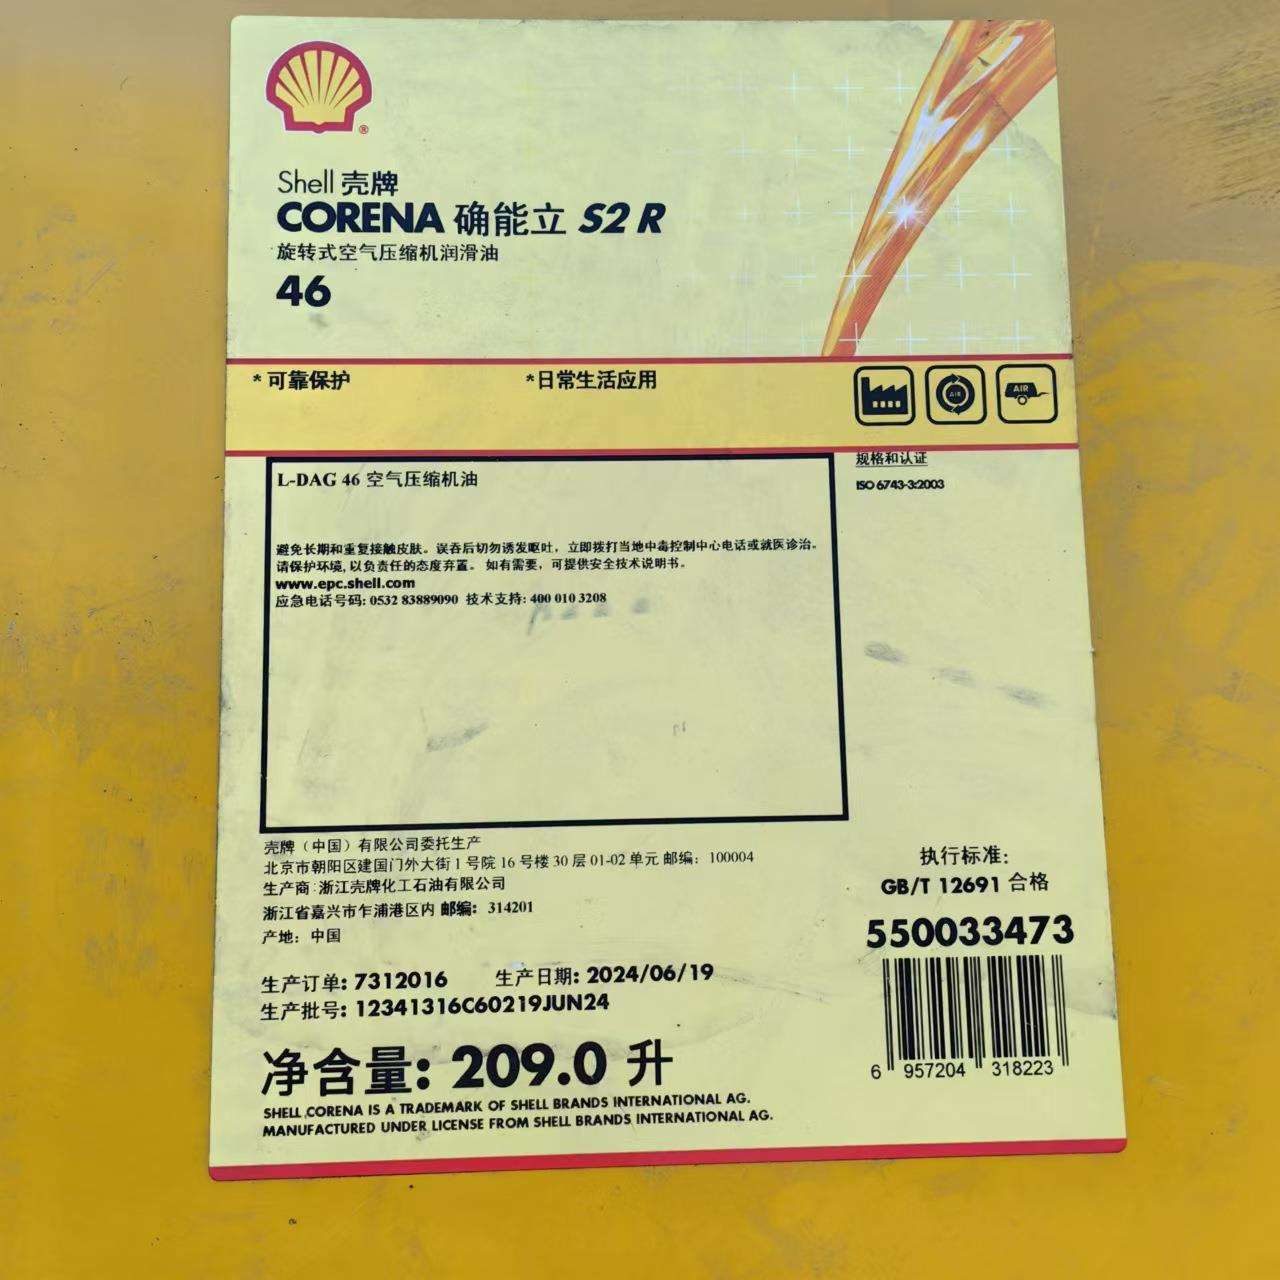 Shell 壳牌
CORENA 确能立 S2 R
旋转式空气压缩机润滑油
46
* 可靠保护
*日常生活应用
AIR
AIR
规格和认证
ISO 6743-3:2003
L-DAG 46 空气压缩机油
避免长期和重复接触皮肤。误吞后切勿诱发呕吐，立即拨打当地中毒控制中心电话或就医诊治。
请保护环境,以负责任的态度弃置。 如有需要，可提供安全技术说明书。
www.epc.shell.com
应急电话号码: 0532 83889090 技术支持: 400 010 3208
壳牌（中国）有限公司委托生产
北京市朝阳区建国门外大街1号院16号楼30层01-02单元 邮编：100004
生产商:浙江壳牌化工石油有限公司
浙江省嘉兴市乍浦港区内 邮编: 314201
产地：中国
执行标准:
GB/T 12691 合格
550033473
生产订单: 7312016 生产日期: 2024/06/19
生产批号: 12341316C60219JUN24
6 957204 318223
净含量: 209.0 升
SHELL CORENA IS A TRADEMARK OF SHELL BRANDS INTERNATIONAL AG.
MANUFACTURED UNDER LICENSE FROM SHELL BRANDS INTERNATIONAL AG.